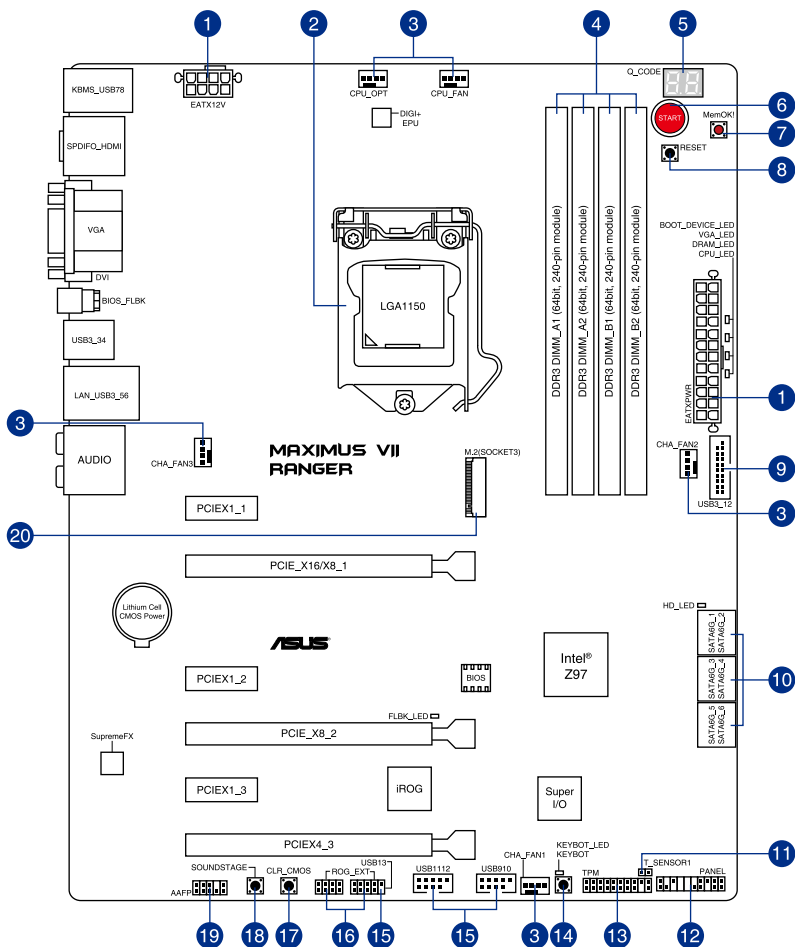 1
2
3
4
5
Q_CODE
KBMS_USB78
EATX12V
CPU_OPT
CPU_FAN
DIGI+
EPU
START
6
MemOK!
7
RESET
8
SPDIFO_HDMI
VGA
DVI
BIOS_FLBK
USB3_34
LAN_USB3_56
AUDIO
LGA1150
DDR3 DIMM_A1 (64bit, 240-pin module)
DDR3 DIMM_A2 (64bit, 240-pin module)
DDR3 DIMM_B1 (64bit, 240-pin module)
DDR3 DIMM_B2 (64bit, 240-pin module)
BOOT_DEVICE_LED
VGA_LED
DRAM_LED
CPU_LED
EATXPWR
1
3
CHA_FAN3
MAXIMUS VII
RANGER
M.2(SOCKET3)
CHA_FAN2
9
USB3_12
3
20
PCIEX1_1
PCIE_X16/X8_1
Lithium Cell
CMOS Power
ASUS
Intel®
Z97
HD_LED
SATA6G_1
SATA6G_2
SATA6G_3
SATA6G_4
SATA6G_5
SATA6G_6
10
PCIEX1_2
BIOS
FLBK_LED
PCIE_X8_2
SupremeFX
PCIEX1_3
iROG
Super
I/O
PCIEX4_3
11
SOUNDSTAGE
CLR_CMOS
ROG_EXT
USB13
USB1112
USB910
CHA_FAN1
KEYBOT_LED
KEYBOT
TPM
T_SENSOR1
PANEL
AAFP
19
18
17
16
15
15
3
14
13
12